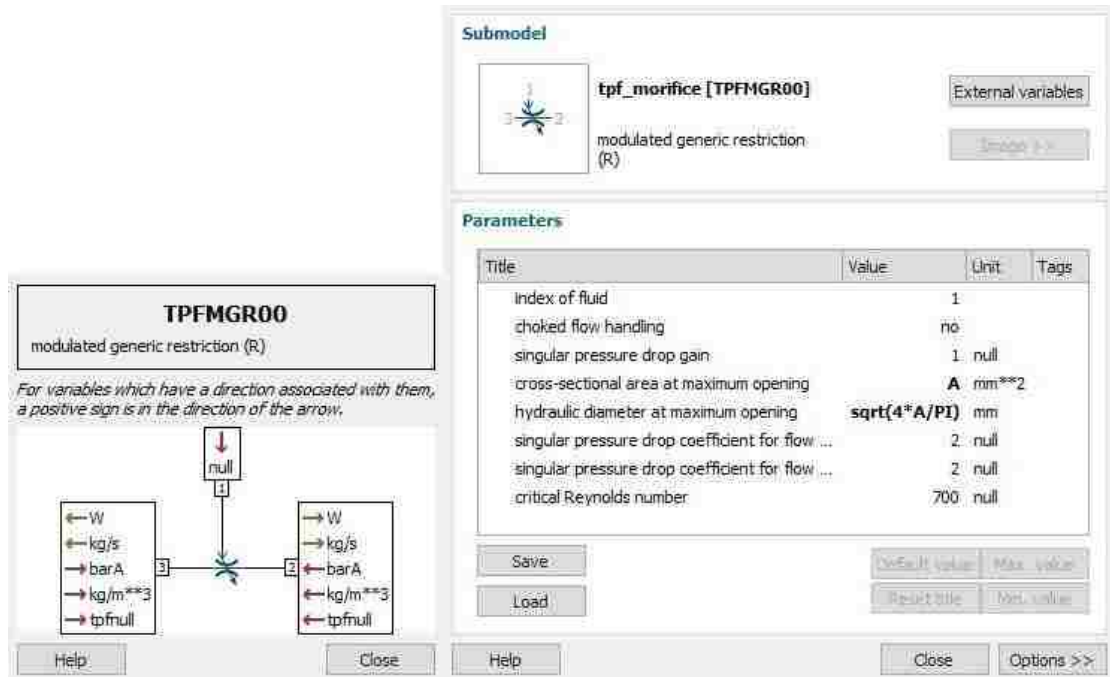 Submodel
1
3
2
tpf_morifice [TPFMGR00]
modulated generic restriction
(R)
External variables
Image >>
Parameters
Title Value Unit Tags
index of fluid 1
choked flow handling no
singular pressure drop gain 1 null
cross-sectional area at maximum opening A mm**2
hydraulic diameter at maximum opening sqrt(4*A/PI) mm
singular pressure drop coefficient for flow ... 2 null
singular pressure drop coefficient for flow ... 2 null
critical Reynolds number 700 null
Save
Load
Default value Max. value
Reset title Min. value
Help Close Options >>
TPFMGR00
modulated generic restriction (R)
For variables which have a direction associated with them,
a positive sign is in the direction of the arrow.
null
1
W
kg/s
barA
kg/m**3
tpfnull
3
2
W
kg/s
barA
kg/m**3
tpfnull
Help Close